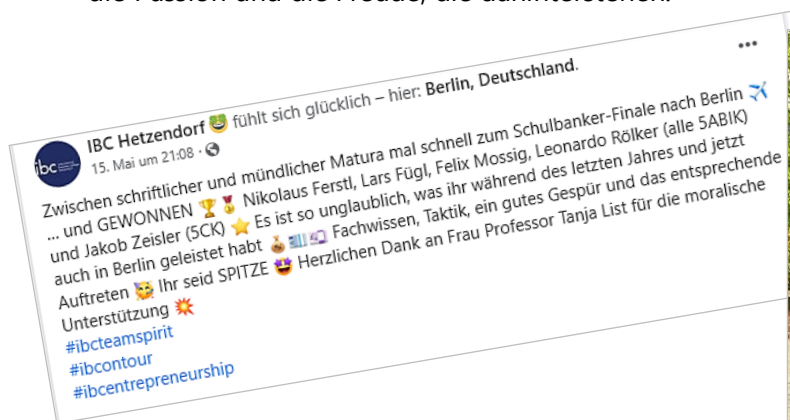 die Passion und die Freude, die dahinterstehen.
ibc
IBC Hetzendorf 🤩 fühlt sich glücklich – hier: Berlin, Deutschland.
15. Mai um 21:08 ·
Zwischen schriftlicher und mündlicher Matura mal schnell zum Schulbanker-Finale nach Berlin ✈️
... und GEWONNEN 🏆🏅 Nikolaus Ferstl, Lars Fügl, Felix Mossig, Leonardo Rölker (alle 5ABIK)
und Jakob Zeisler (5CK) ⭐ Es ist so unglaublich, was ihr während des letzten Jahres und jetzt
auch in Berlin geleistet habt 💰💶💷 Fachwissen, Taktik, ein gutes Gespür und das entsprechende
Auftreten 🥳 Ihr seid SPITZE 🤩 Herzlichen Dank an Frau Professor Tanja List für die moralische
Unterstützung 💥
#ibcteamspirit
#ibcontour
#ibcentrepreneurship